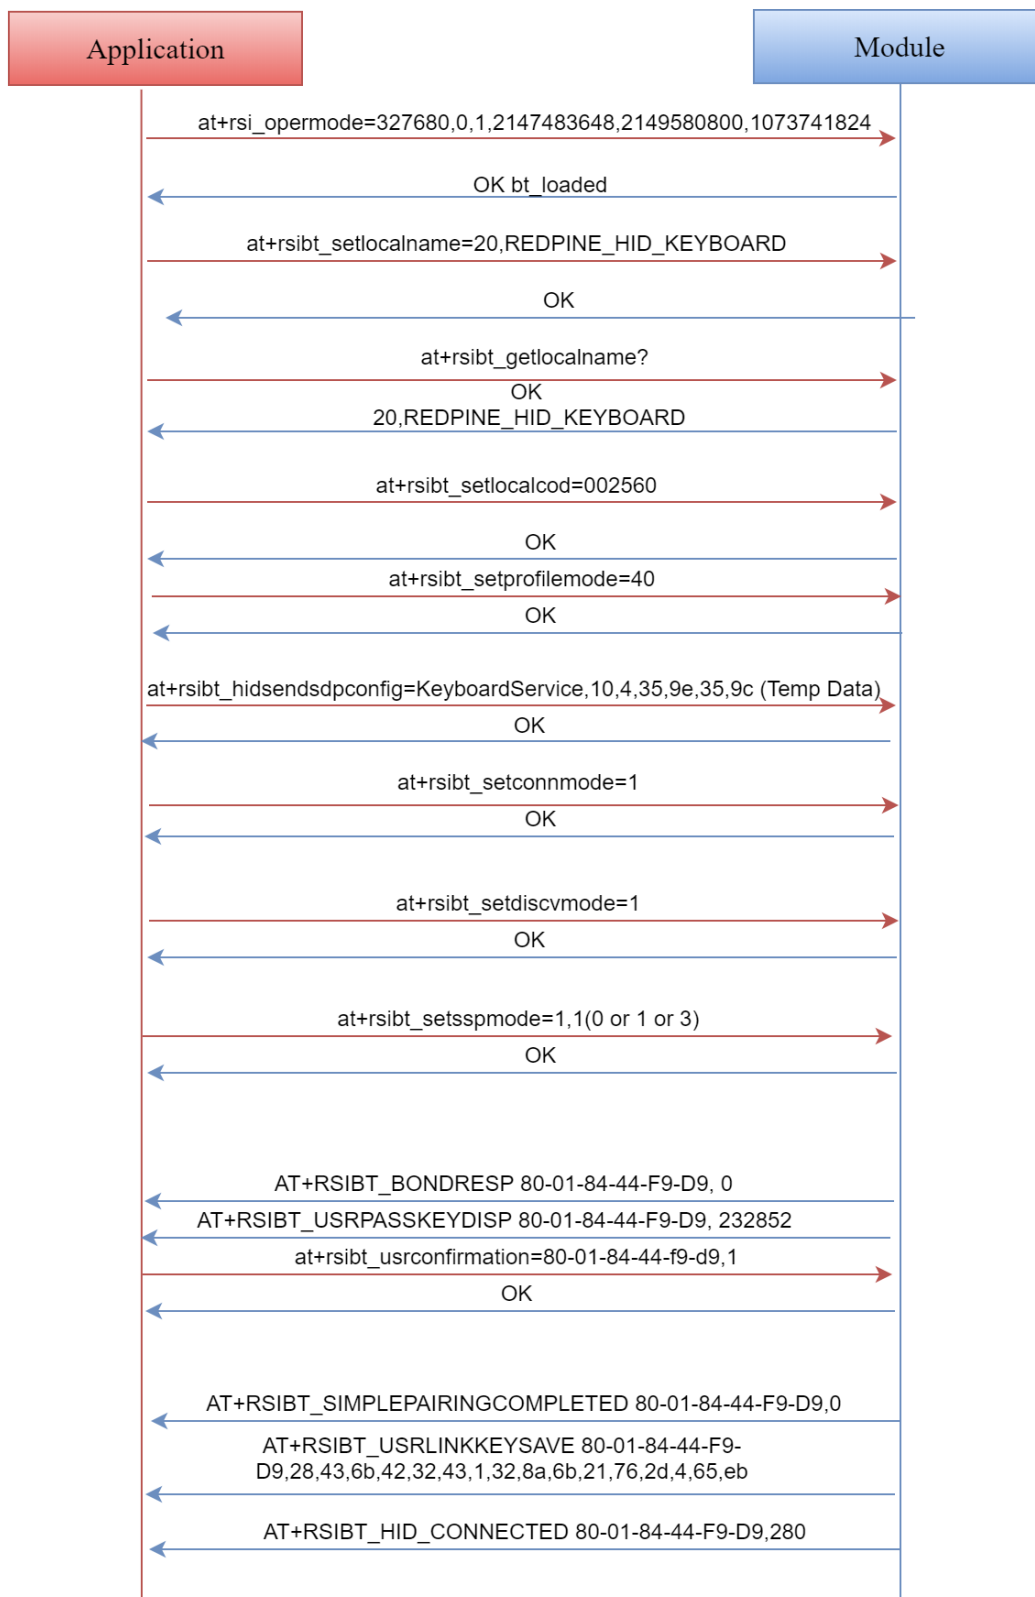 Application
Module
at+rsi_opermode=327680,0,1,2147483648,2149580800,1073741824
OK bt_loaded
at+rsibt_setlocalname=20,REDPINE_HID_KEYBOARD
OK
at+rsibt_getlocalname?
OK
20,REDPINE_HID_KEYBOARD
at+rsibt_setlocalcod=002560
OK
at+rsibt_setprofilemode=40
OK
at+rsibt_hidsendsdpconfig=KeyboardService,10,4,35,9e,35,9c (Temp Data)
OK
at+rsibt_setconnmode=1
OK
at+rsibt_setdiscvmode=1
OK
at+rsibt_setsspmode=1,1(0 or 1 or 3)
OK
AT+RSIBT_BONDRESP 80-01-84-44-F9-D9, 0
AT+RSIBT_USRPASSKEYDISP 80-01-84-44-F9-D9, 232852
at+rsibt_usrconfirmation=80-01-84-44-f9-d9,1
OK
AT+RSIBT_SIMPLEPAIRINGCOMPLETED 80-01-84-44-F9-D9,0
AT+RSIBT_USRLINKKEYSAVE 80-01-84-44-F9-
D9,28,43,6b,42,32,43,1,32,8a,6b,21,76,2d,4,65,eb
AT+RSIBT_HID_CONNECTED 80-01-84-44-F9-D9,280